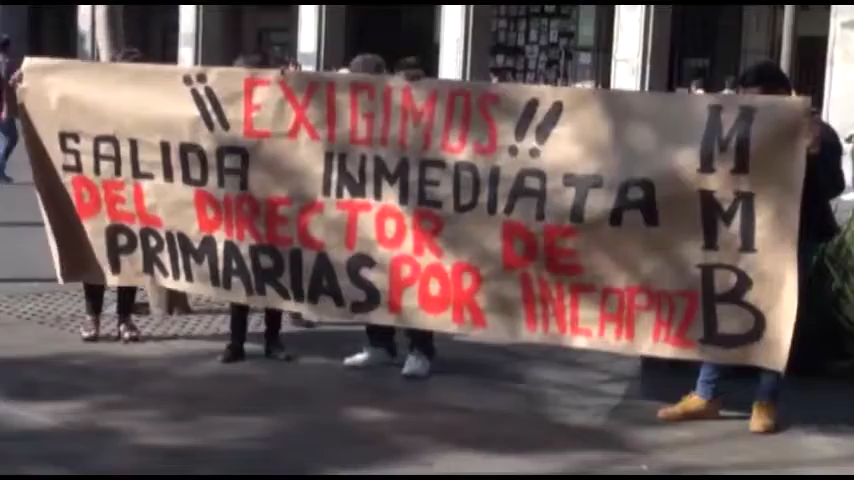 ¡¡EXIGIMOS!!
SALIDA INMEDIATA
DEL DIRECTOR DE
PRIMARIAS POR INCAPAZ
M
M
B